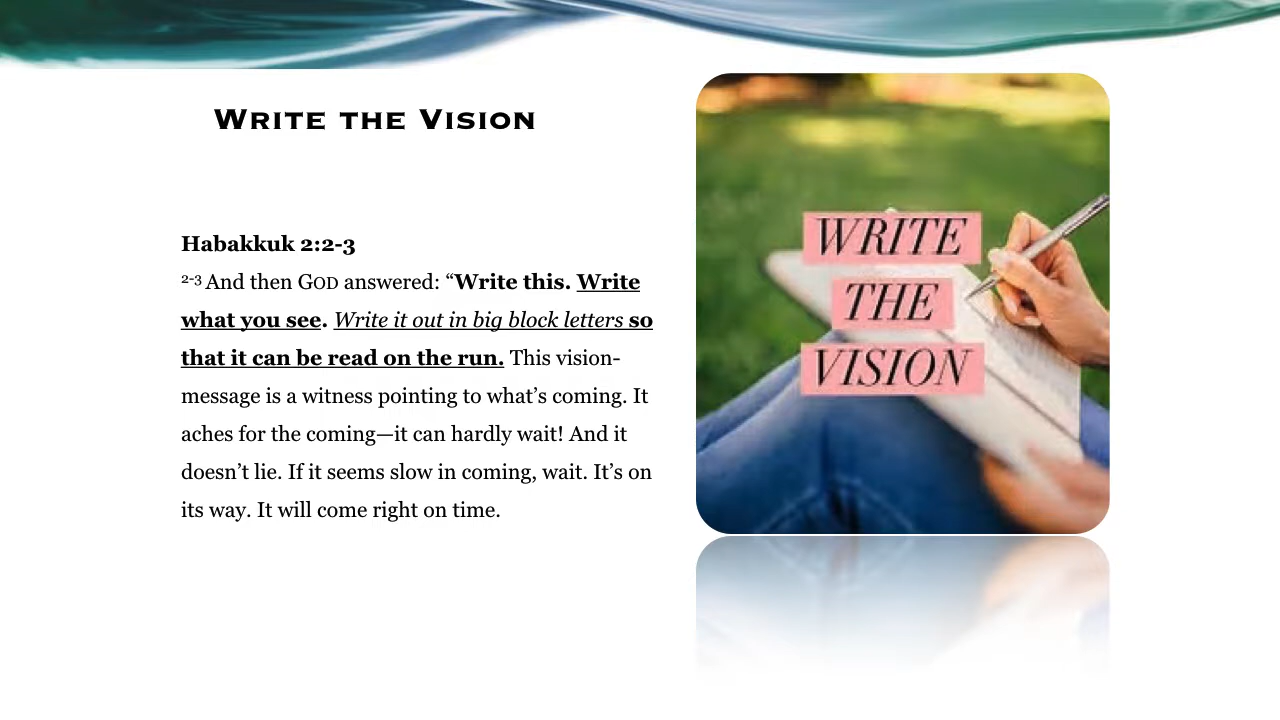 Write the Vision
Habakkuk 2:2-3
2-3 And then GOD answered: “Write this. Write
what you see. Write it out in big block letters so
that it can be read on the run. This vision-
message is a witness pointing to what’s coming. It
aches for the coming—it can hardly wait! And it
doesn’t lie. If it seems slow in coming, wait. It’s on
its way. It will come right on time.
WRITE
THE
VISION